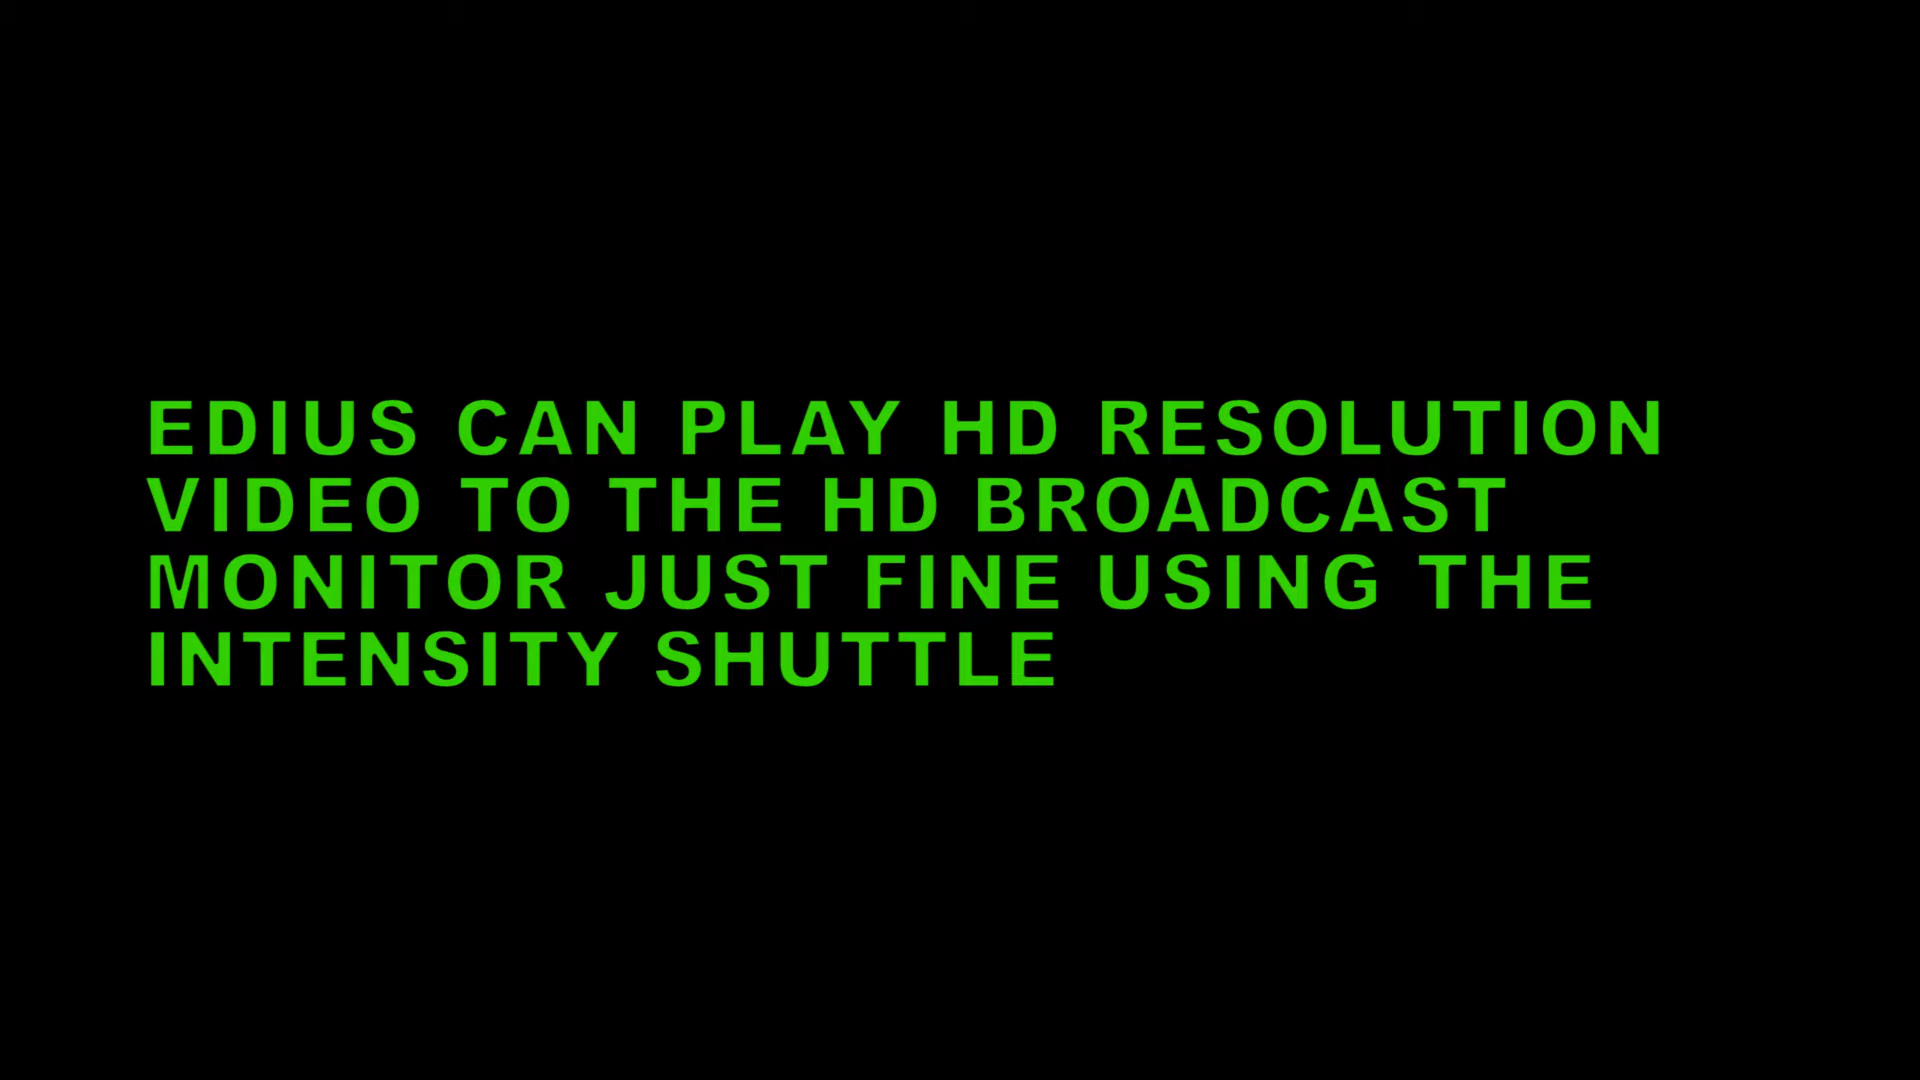 EDIUS CAN PLAY HD RESOLUTION
VIDEO TO THE HD BROADCAST
MONITOR JUST FINE USING THE
INTENSITY SHUTTLE